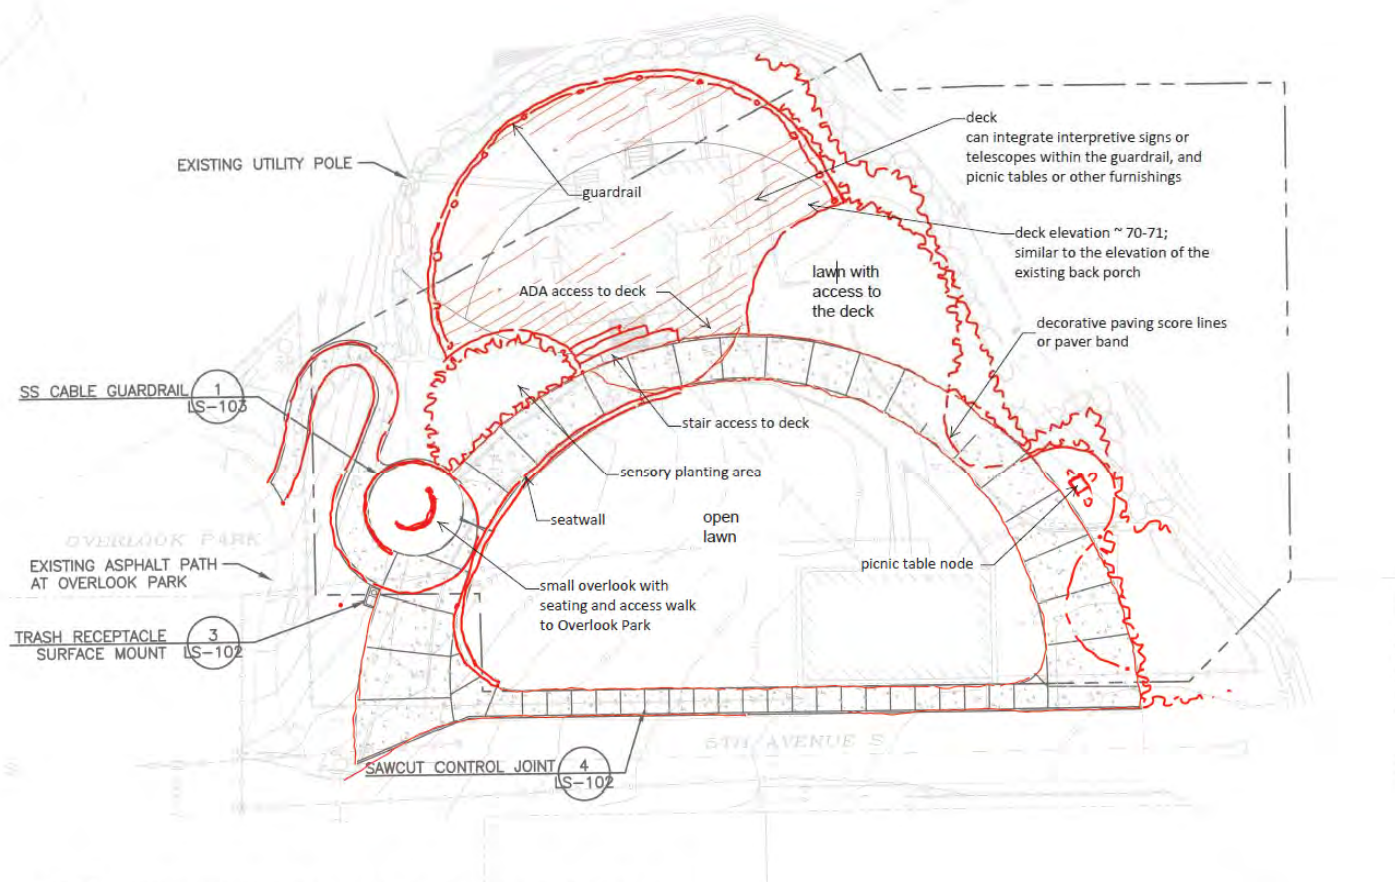 deck
can integrate interpretive signs or
telescopes within the guardrail, and
picnic tables or other furnishings
EXISTING UTILITY POLE
guardrail
deck elevation ~ 70-71;
similar to the elevation of the
existing back porch
lawn with
access to
the deck
ADA access to deck
decorative paving score lines
or paver band
SS CABLE GUARDRAIL
1
LS-103
stair access to deck
sensory planting area
seatwall
open
lawn
OVERLOOK PARK
EXISTING ASPHALT PATH
AT OVERLOOK PARK
picnic table node
small overlook with
seating and access walk
to Overlook Park
TRASH RECEPTACLE
SURFACE MOUNT
3
LS-102
5TH AVENUE S
SAWCUT CONTROL JOINT
4
LS-102